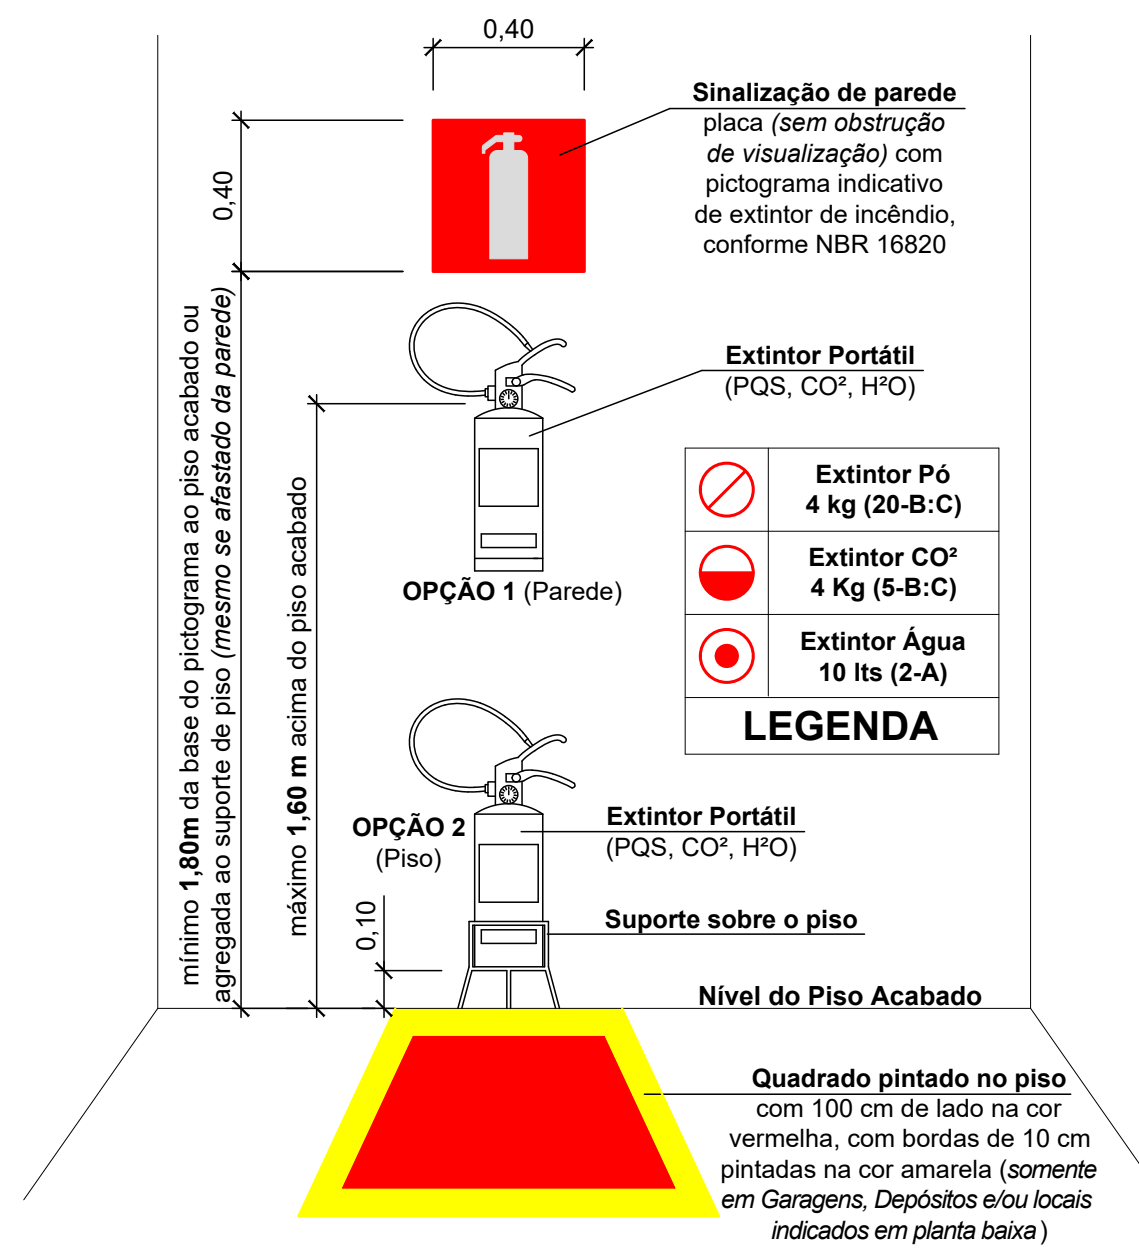 0,40
0,40
Sinalização de parede
placa (sem obstrução
de visualização) com
pictograma indicativo
de extintor de incêndio,
conforme NBR 16820
mínimo 1,80m da base do pictograma ao piso acabado ou
agregada ao suporte de piso (mesmo se afastado da parede)
máximo 1,60 m acima do piso acabado
Extintor Portátil
(PQS, CO², H²O)
OPÇÃO 1 (Parede)
Extintor Pó
4 kg (20-B:C)
Extintor CO²
4 Kg (5-B:C)
Extintor Água
10 lts (2-A)
LEGENDA
OPÇÃO 2
(Piso)
Extintor Portátil
(PQS, CO², H²O)
0,10
Suporte sobre o piso
Nível do Piso Acabado
Quadrado pintado no piso
com 100 cm de lado na cor
vermelha, com bordas de 10 cm
pintadas na cor amarela (somente
em Garagens, Depósitos e/ou locais
indicados em planta baixa)